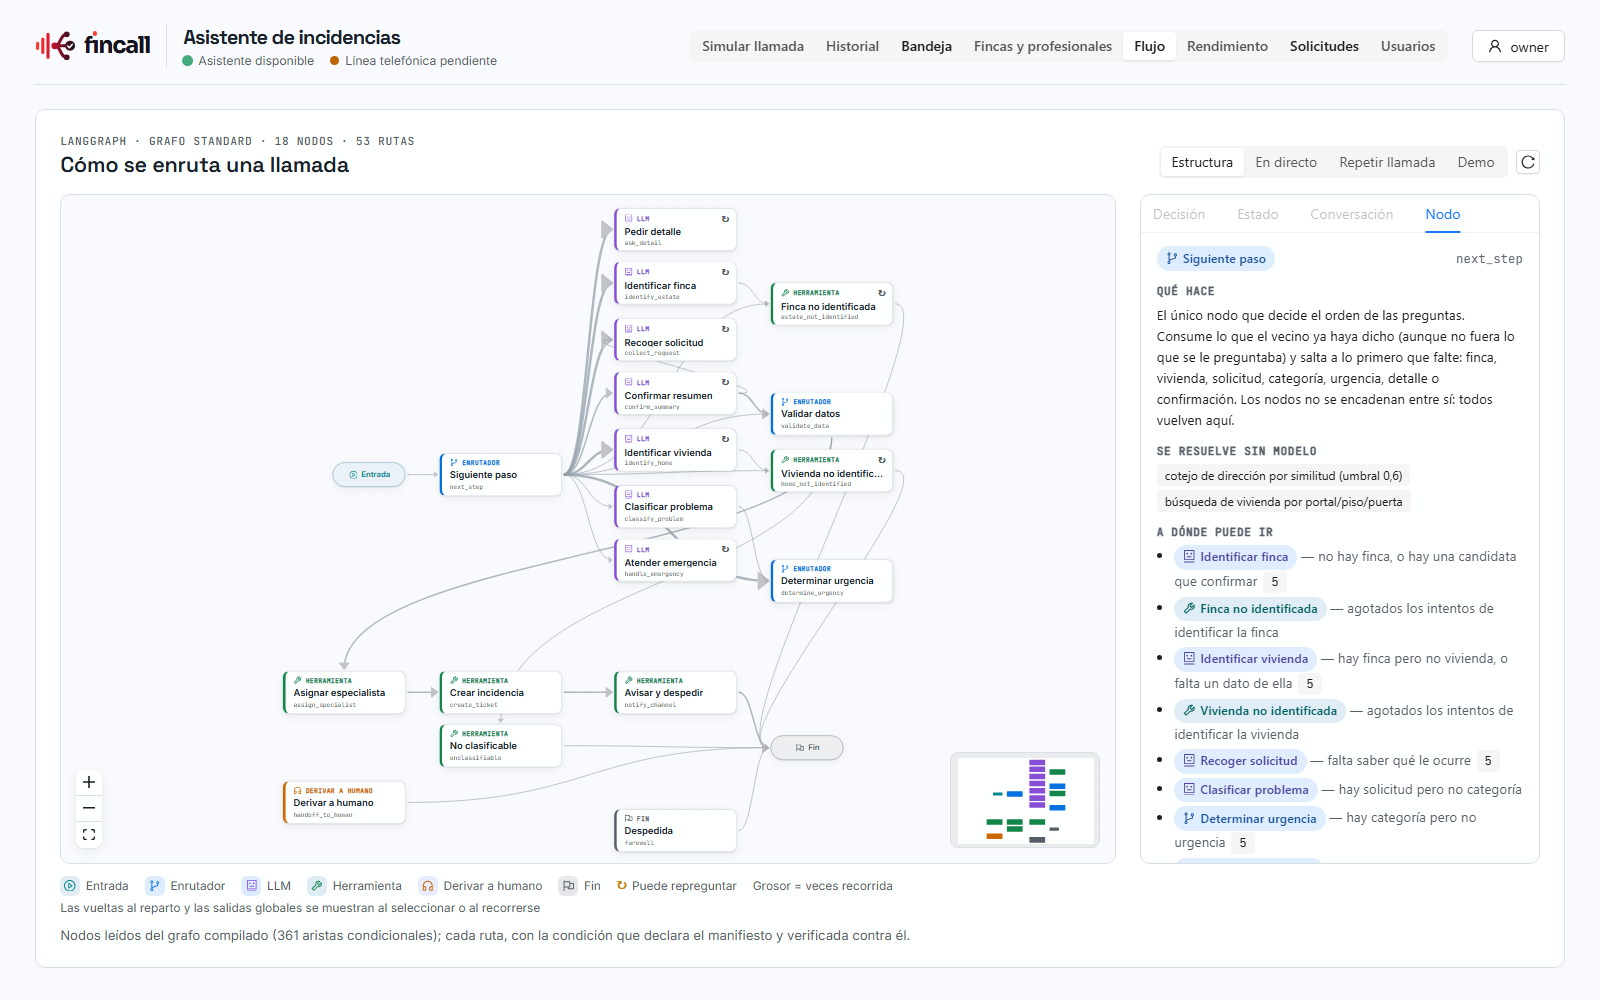 fincall
Asistente de incidencias
Asistente disponible
Línea telefónica pendiente
Simular llamada
Historial
Bandeja
Fincas y profesionales
Flujo
Rendimiento
Solicitudes
Usuarios
owner
LANGGRAPH · GRAFO STANDARD · 18 NODOS · 53 RUTAS
Cómo se enruta una llamada
Estructura
En directo
Repetir llamada
Demo
LLM
Pedir detalle
ask_detail
LLM
Identificar finca
identify_estate
LLM
Recoger solicitud
collect_request
LLM
Confirmar resumen
confirm_summary
LLM
Identificar vivienda
identify_home
LLM
Clasificar problema
classify_problem
LLM
Atender emergencia
handle_emergency
HERRAMIENTA
Finca no identificada
estate_not_identified
ENRUTADOR
Validar datos
validate_data
HERRAMIENTA
Vivienda no identific...
home_not_identified
ENRUTADOR
Determinar urgencia
determine_urgency
Entrada
ENRUTADOR
Siguiente paso
next_step
HERRAMIENTA
Asignar especialista
assign_specialist
HERRAMIENTA
Crear incidencia
create_ticket
HERRAMIENTA
Avisar y despedir
notify_channel
HERRAMIENTA
No clasificable
unclassifiable
Fin
DERIVAR A HUMANO
Derivar a humano
handoff_to_human
FIN
Despedida
farewell
Entrada
Enrutador
LLM
Herramienta
Derivar a humano
Fin
↻ Puede repreguntar
Grosor = veces recorrida
Las vueltas al reparto y las salidas globales se muestran al seleccionar o al recorrerse
Nodos leídos del grafo compilado (361 aristas condicionales); cada ruta, con la condición que declara el manifiesto y verificada contra él.
Decisión
Estado
Conversación
Nodo
Siguiente paso
next_step
QUÉ HACE
El único nodo que decide el orden de las preguntas.
Consume lo que el vecino ya haya dicho (aunque no fuera lo
que se le preguntaba) y salta a lo primero que falte: finca,
vivienda, solicitud, categoría, urgencia, detalle o
confirmación. Los nodos no se encadenan entre sí: todos
vuelven aquí.
SE RESUELVE SIN MODELO
cotejo de dirección por similitud (umbral 0,6)
búsqueda de vivienda por portal/piso/puerta
A DÓNDE PUEDE IR
Identificar finca — no hay finca, o hay una candidata
que confirmar 5
Finca no identificada — agotados los intentos de
identificar la finca
Identificar vivienda — hay finca pero no vivienda, o
falta un dato de ella 5
Vivienda no identificada — agotados los intentos de
identificar la vivienda
Recoger solicitud — falta saber qué le ocurre 5
Clasificar problema — hay solicitud pero no categoría
Determinar urgencia — hay categoría pero no
urgencia 5